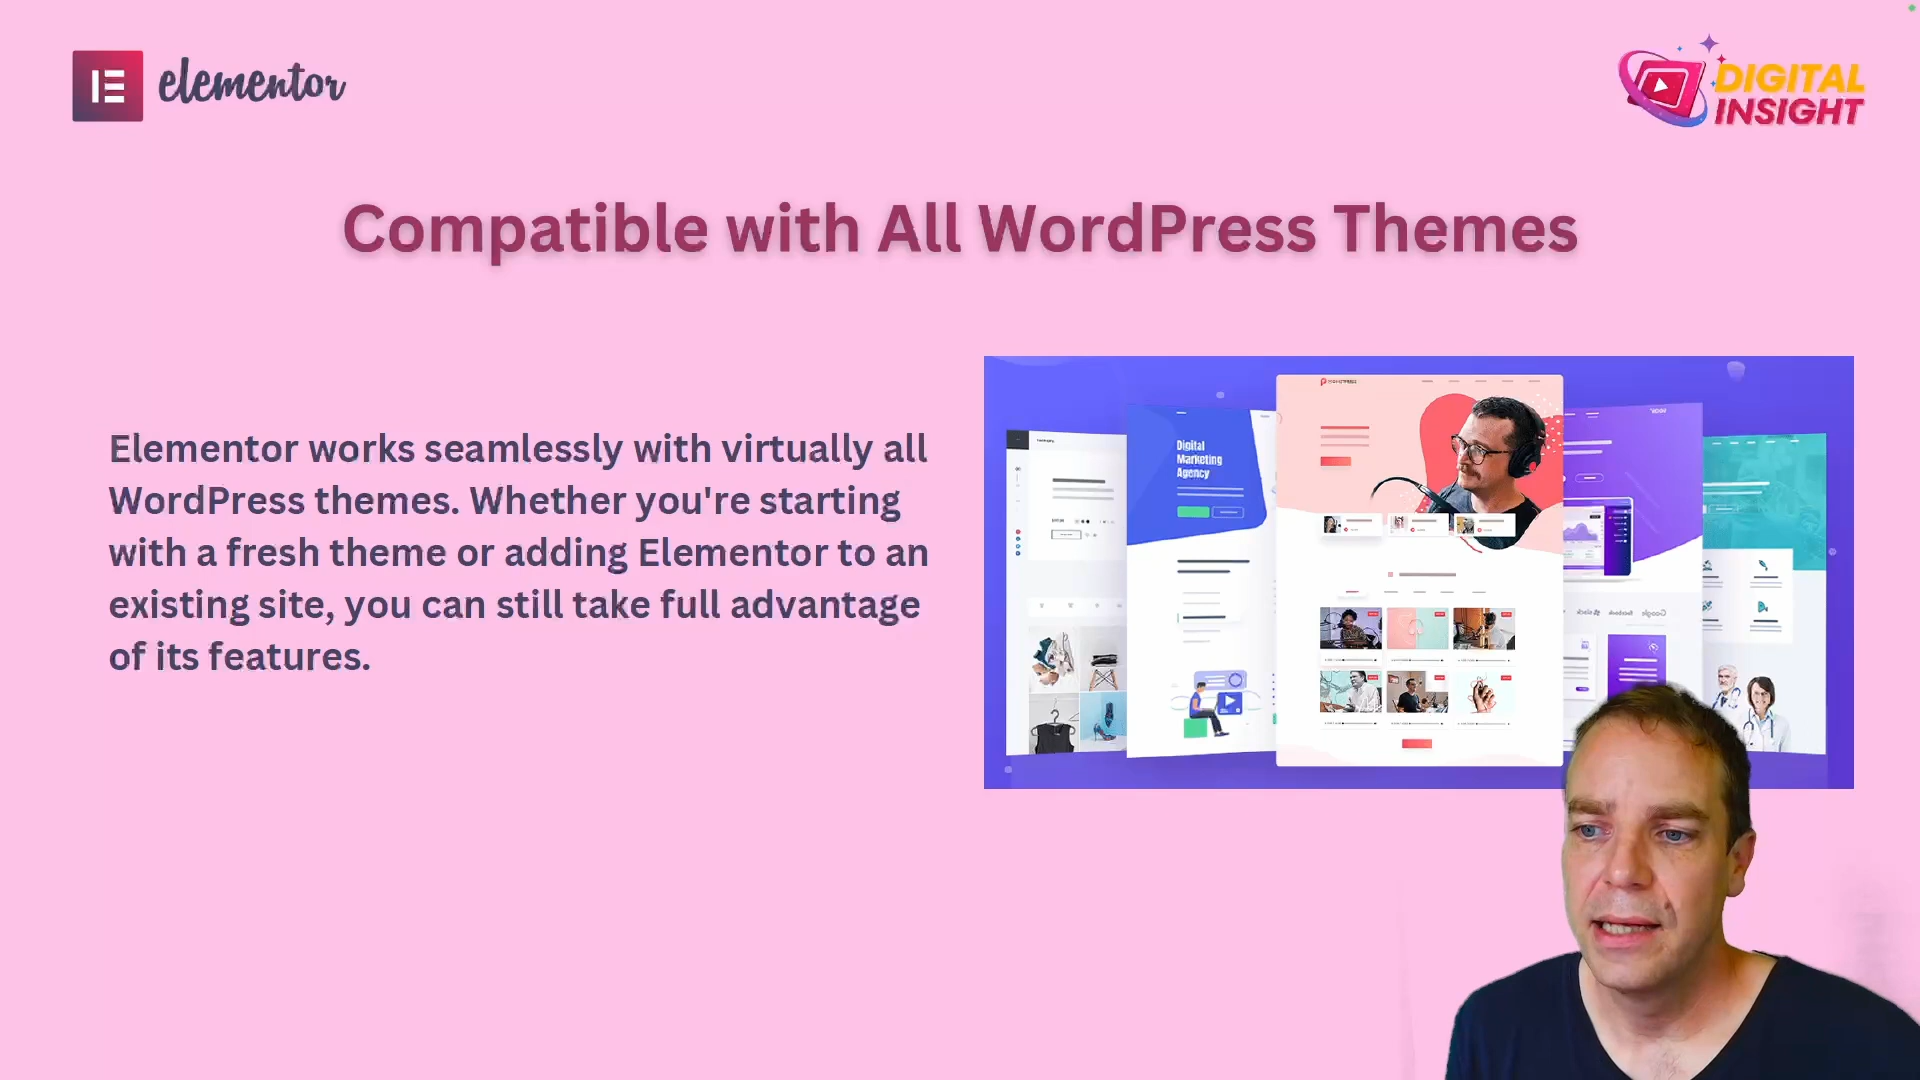 elementor
DIGITAL
INSIGHT
Compatible with All WordPress Themes
Elementor works seamlessly with virtually all
WordPress themes. Whether you're starting
with a fresh theme or adding Elementor to an
existing site, you can still take full advantage
of its features.
Digital
Marketing
Agency